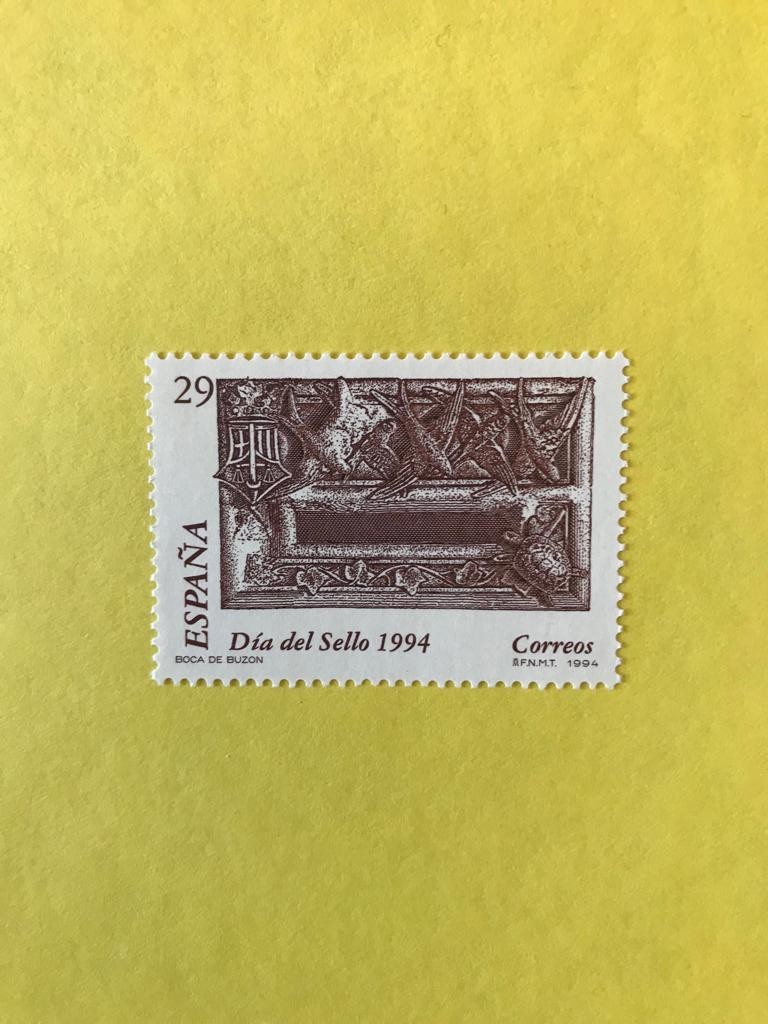 29
ESPAÑA
Día del Sello 1994
Correos
BOCA DE BUZON
F.N.M.T. 1994